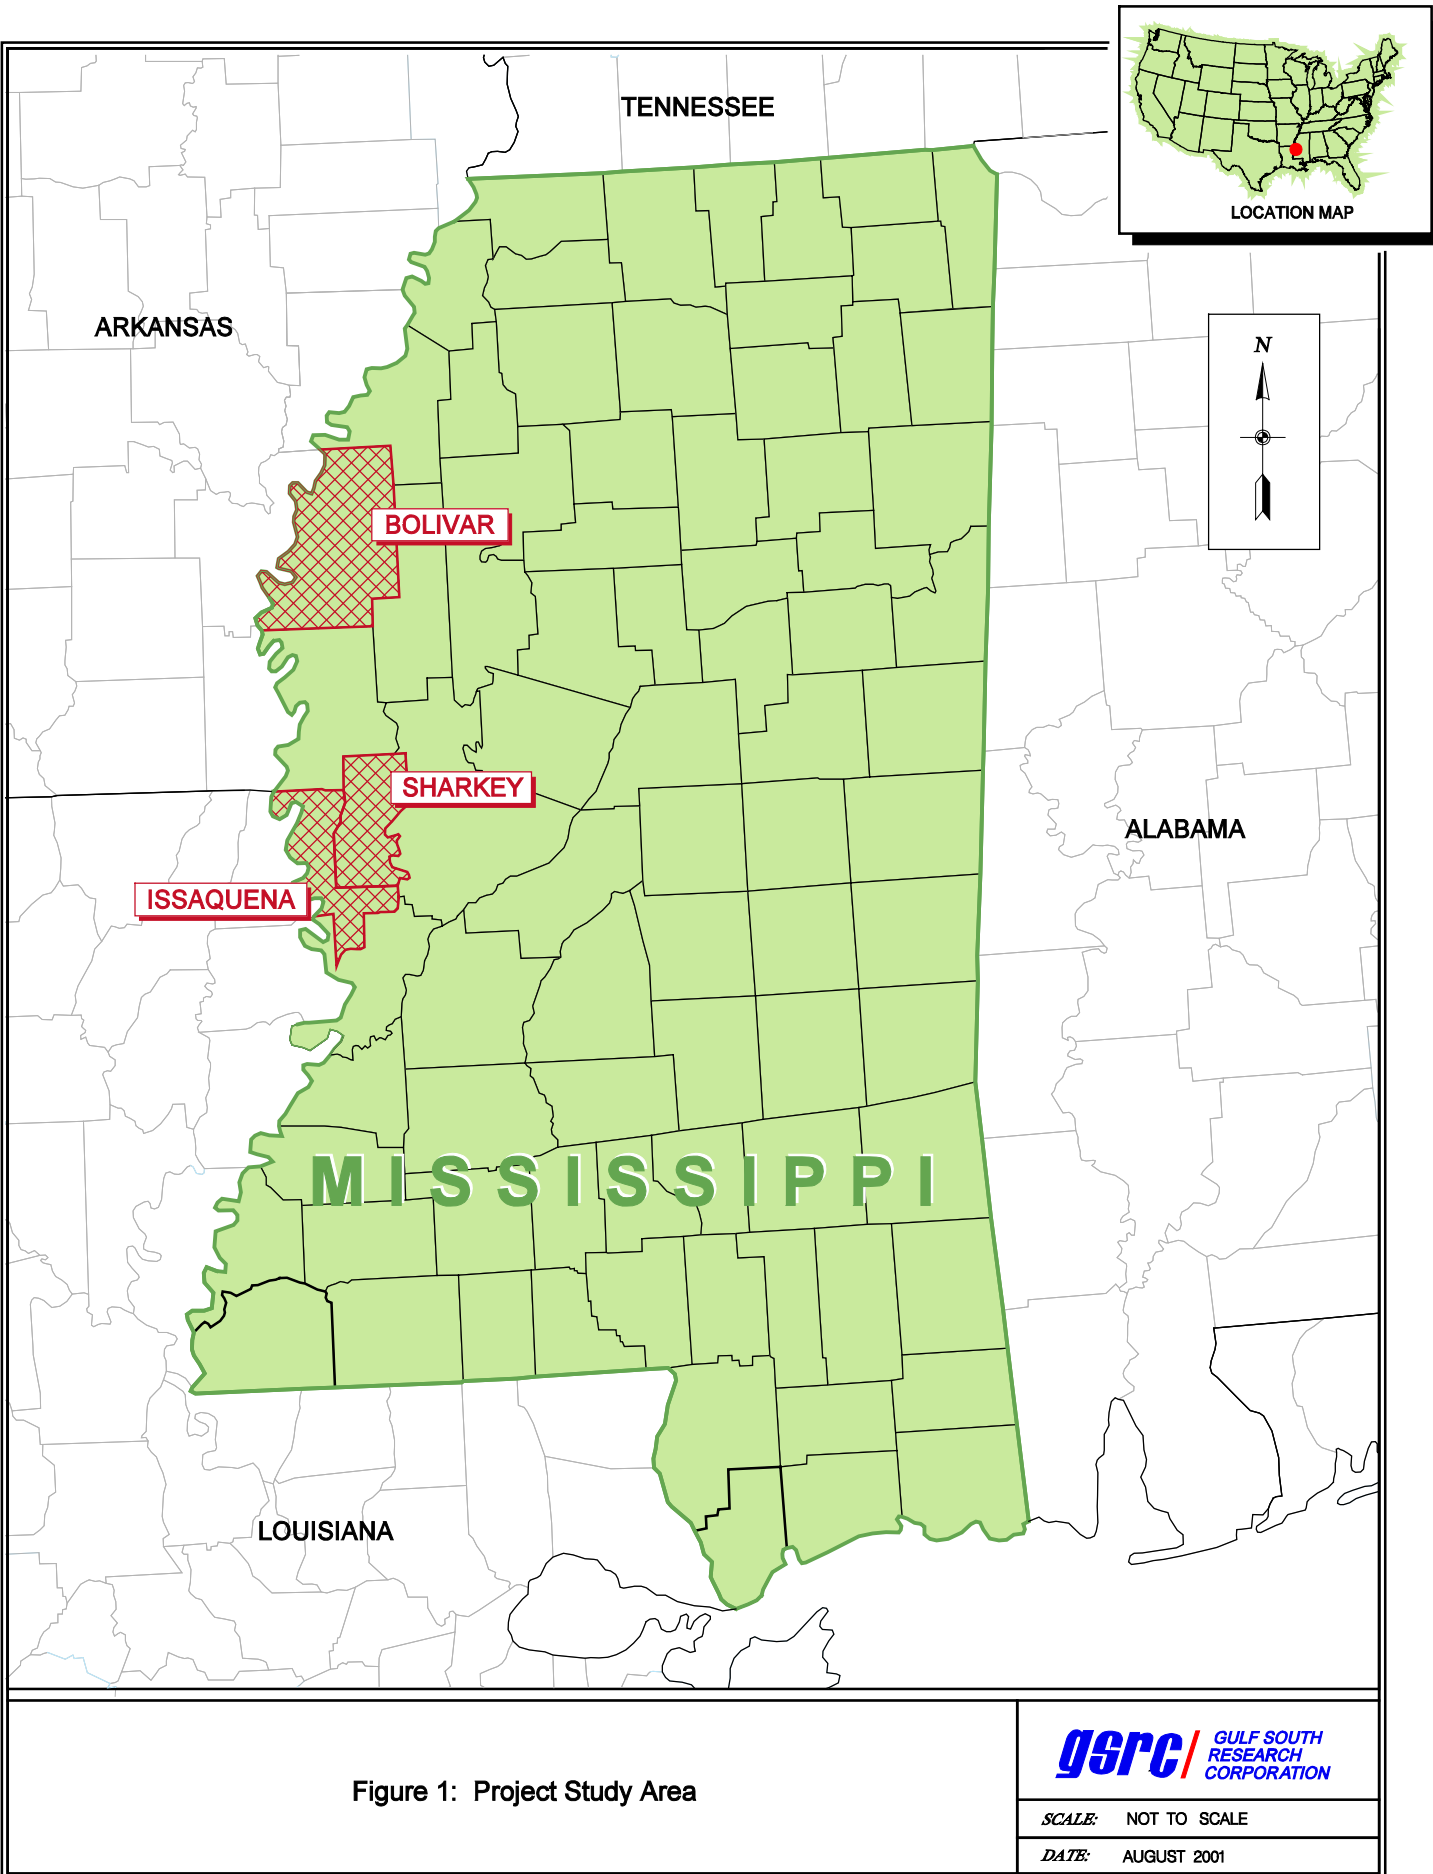 TENNESSEE
LOCATION MAP
ARKANSAS
N
BOLIVAR
SHARKEY
ALABAMA
ISSAQUENA
MISSISSIPPI
LOUISIANA
Figure 1: Project Study Area
gsrc/
GULF SOUTH
RESEARCH
CORPORATION
SCALE: NOT TO SCALE
DATE: AUGUST 2001